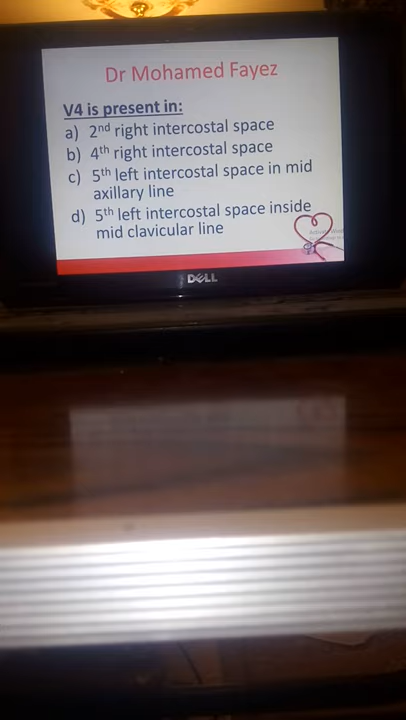 Dr Mohamed Fayez
V4 is present in:
a) 2nd right intercostal space
b) 4th right intercostal space
c) 5th left intercostal space in mid
axillary line
d) 5th left intercostal space inside
mid clavicular line
DELL